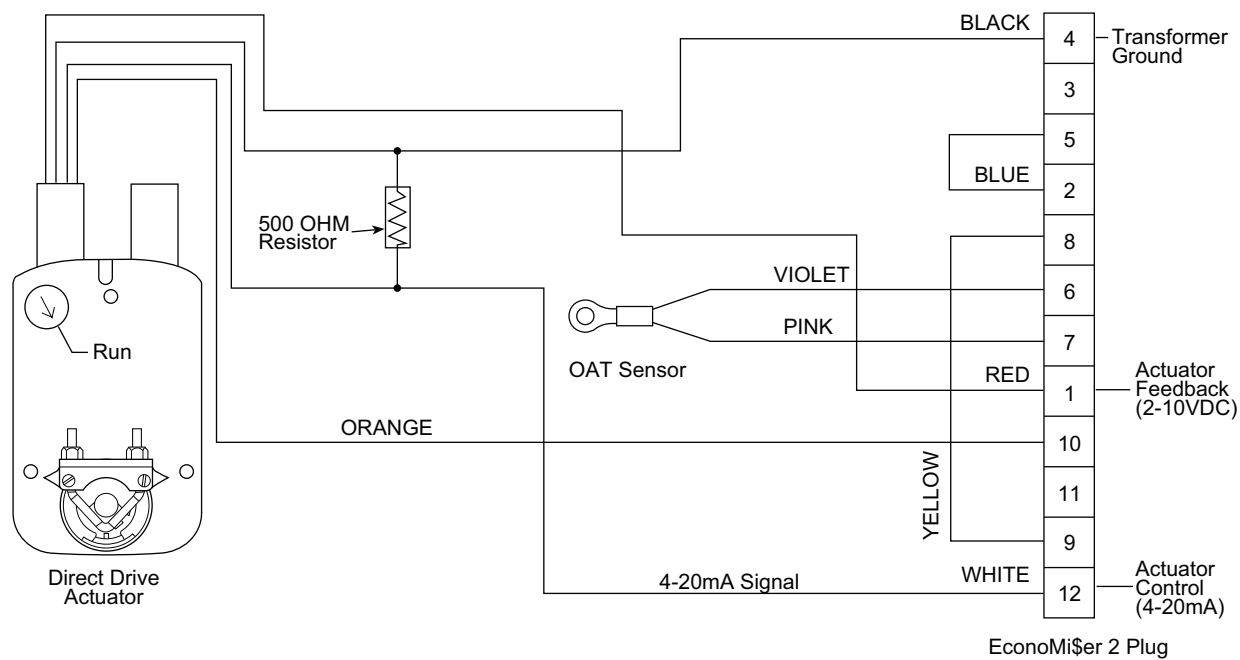 BLACK
4
Transformer
Ground
3
5
BLUE
2
500 OHM
Resistor
8
VIOLET
6
PINK
7
OAT Sensor
Run
RED
1
Actuator
Feedback
(2-10VDC)
ORANGE
10
YELLOW
11
9
4-20mA Signal
WHITE
12
Actuator
Control
(4-20mA)
Direct Drive
Actuator
EconoMi$er 2 Plug